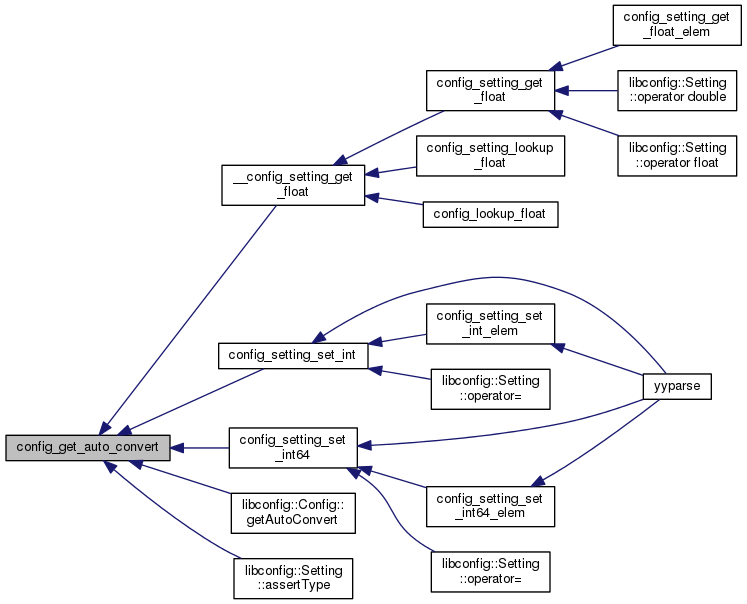 config_setting_get
_float_elem
config_setting_get
_float
libconfig::Setting
::operator double
libconfig::Setting
::operator float
config_setting_lookup
_float
__config_setting_get
_float
config_lookup_float
config_setting_set
_int_elem
config_setting_set_int
libconfig::Setting
::operator=
yyparse
config_get_auto_convert
config_setting_set
_int64
config_setting_set
_int64_elem
libconfig::Config::
getAutoConvert
libconfig::Setting
::operator=
libconfig::Setting
::assertType